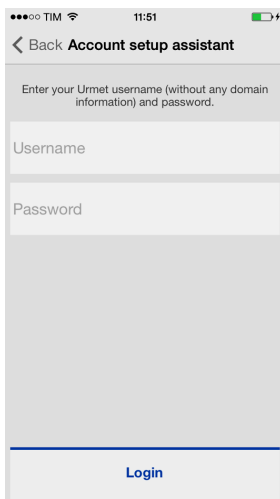 TIM 11:51
Back Account setup assistant
Enter your Urmet username (without any domain
information) and password.
Username
Password
Login